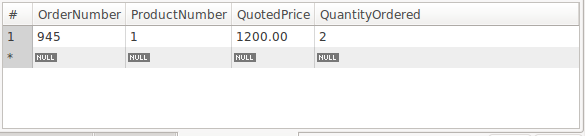 # OrderNumber ProductNumber QuotedPrice QuantityOrdered
1 945 1 1200.00 2
* NULL NULL NULL NULL